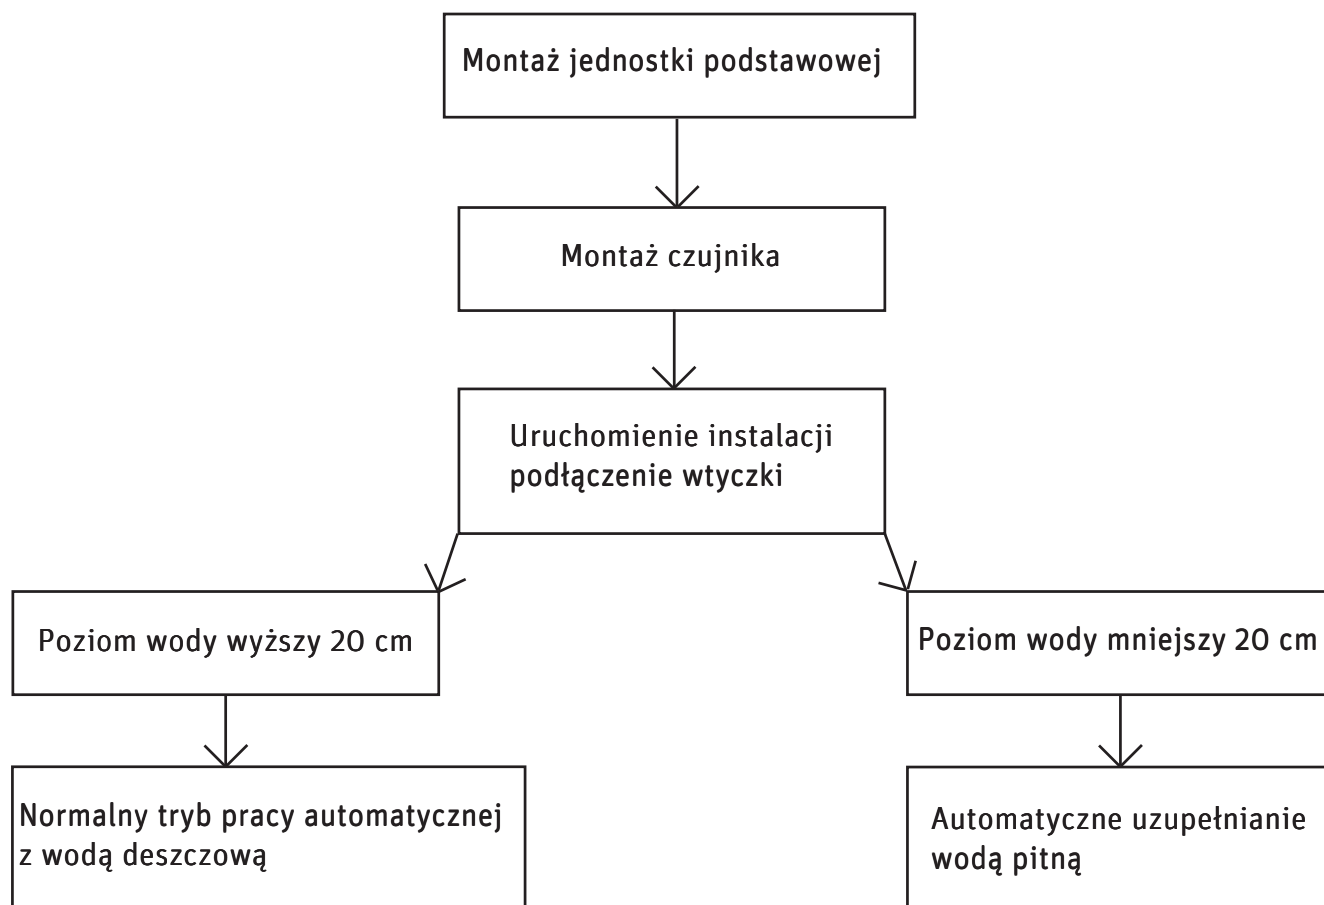 Montaż jednostki podstawowej
Montaż czujnika
Uruchomienie instalacji
podłączenie wtyczki
Poziom wody wyższy 20 cm
Poziom wody mniejszy 20 cm
Normalny tryb pracy automatycznej
z wodą deszczową
Automatyczne uzupełnianie
wodą pitną